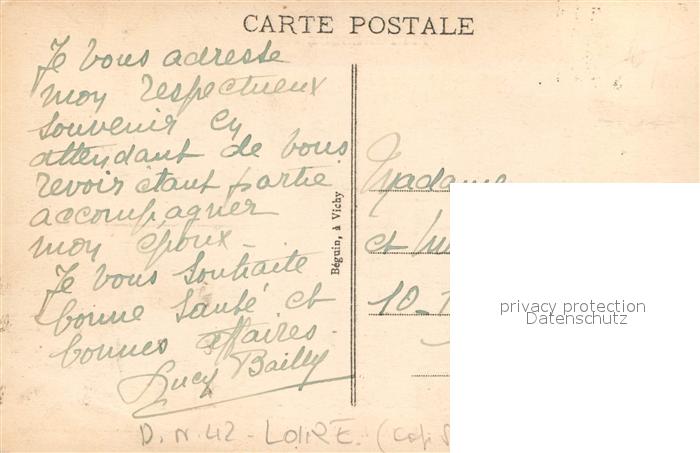 CARTE POSTALE
Je vous adresse
mon respectueux
souvenir en
attendant de vous
revoir étant partie
accompagner
mon époux -
Je vous souhaite
bonne santé et
bonnes affaires.
Lucy Bailly
Béguin, à Vichy
Madame
et
10-
privacy protection
Datenschutz
D. N. 42 - LOIRE. (